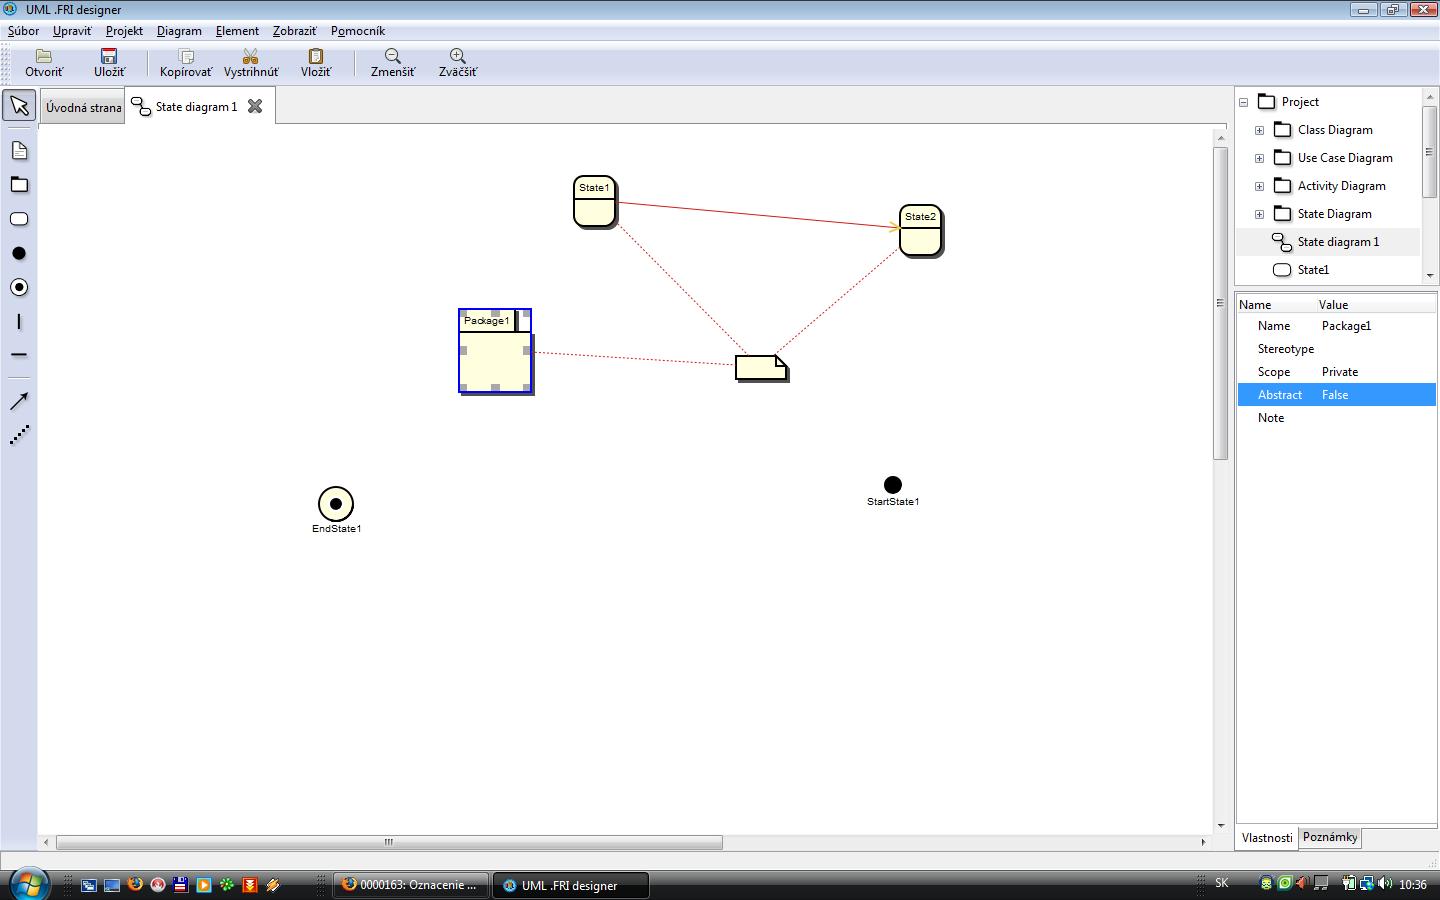 UML .FRI designer
Súbor Upraviť Projekt Diagram Element Zobraziť Pomocník
Otvoriť Uložiť Kopírovať Vystrihnúť Vložiť Zmenšiť Zväčšiť
Úvodná strana State diagram 1
State1
State2
Package1
EndState1
StartState1
Project
Class Diagram
Use Case Diagram
Activity Diagram
State Diagram
State diagram 1
State1
Name Value
Name Package1
Stereotype
Scope Private
Abstract False
Note
Vlastnosti Poznámky
0000163: Oznacenie ... UML .FRI designer SK 10:36